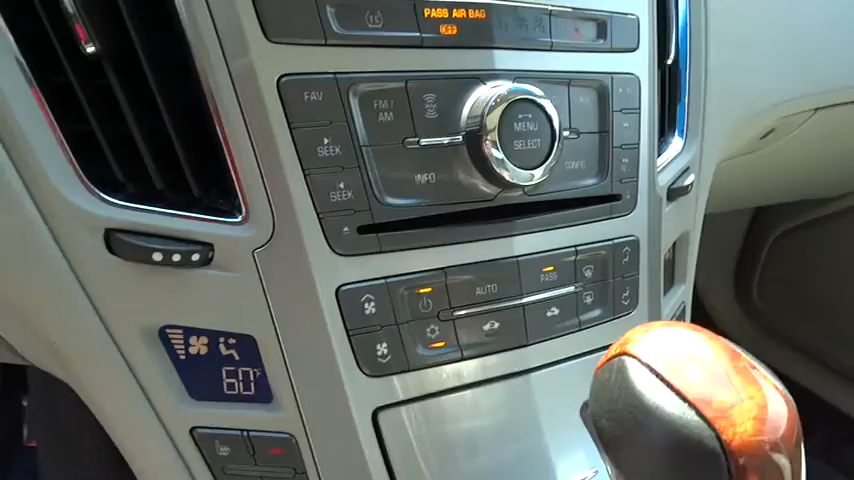 PASS AIR BAG
OFF
FAV
FM /
AM
MENU
SELECT
SEEK
CONFIG
SEEK
INFO
AUTO
PASS
60°